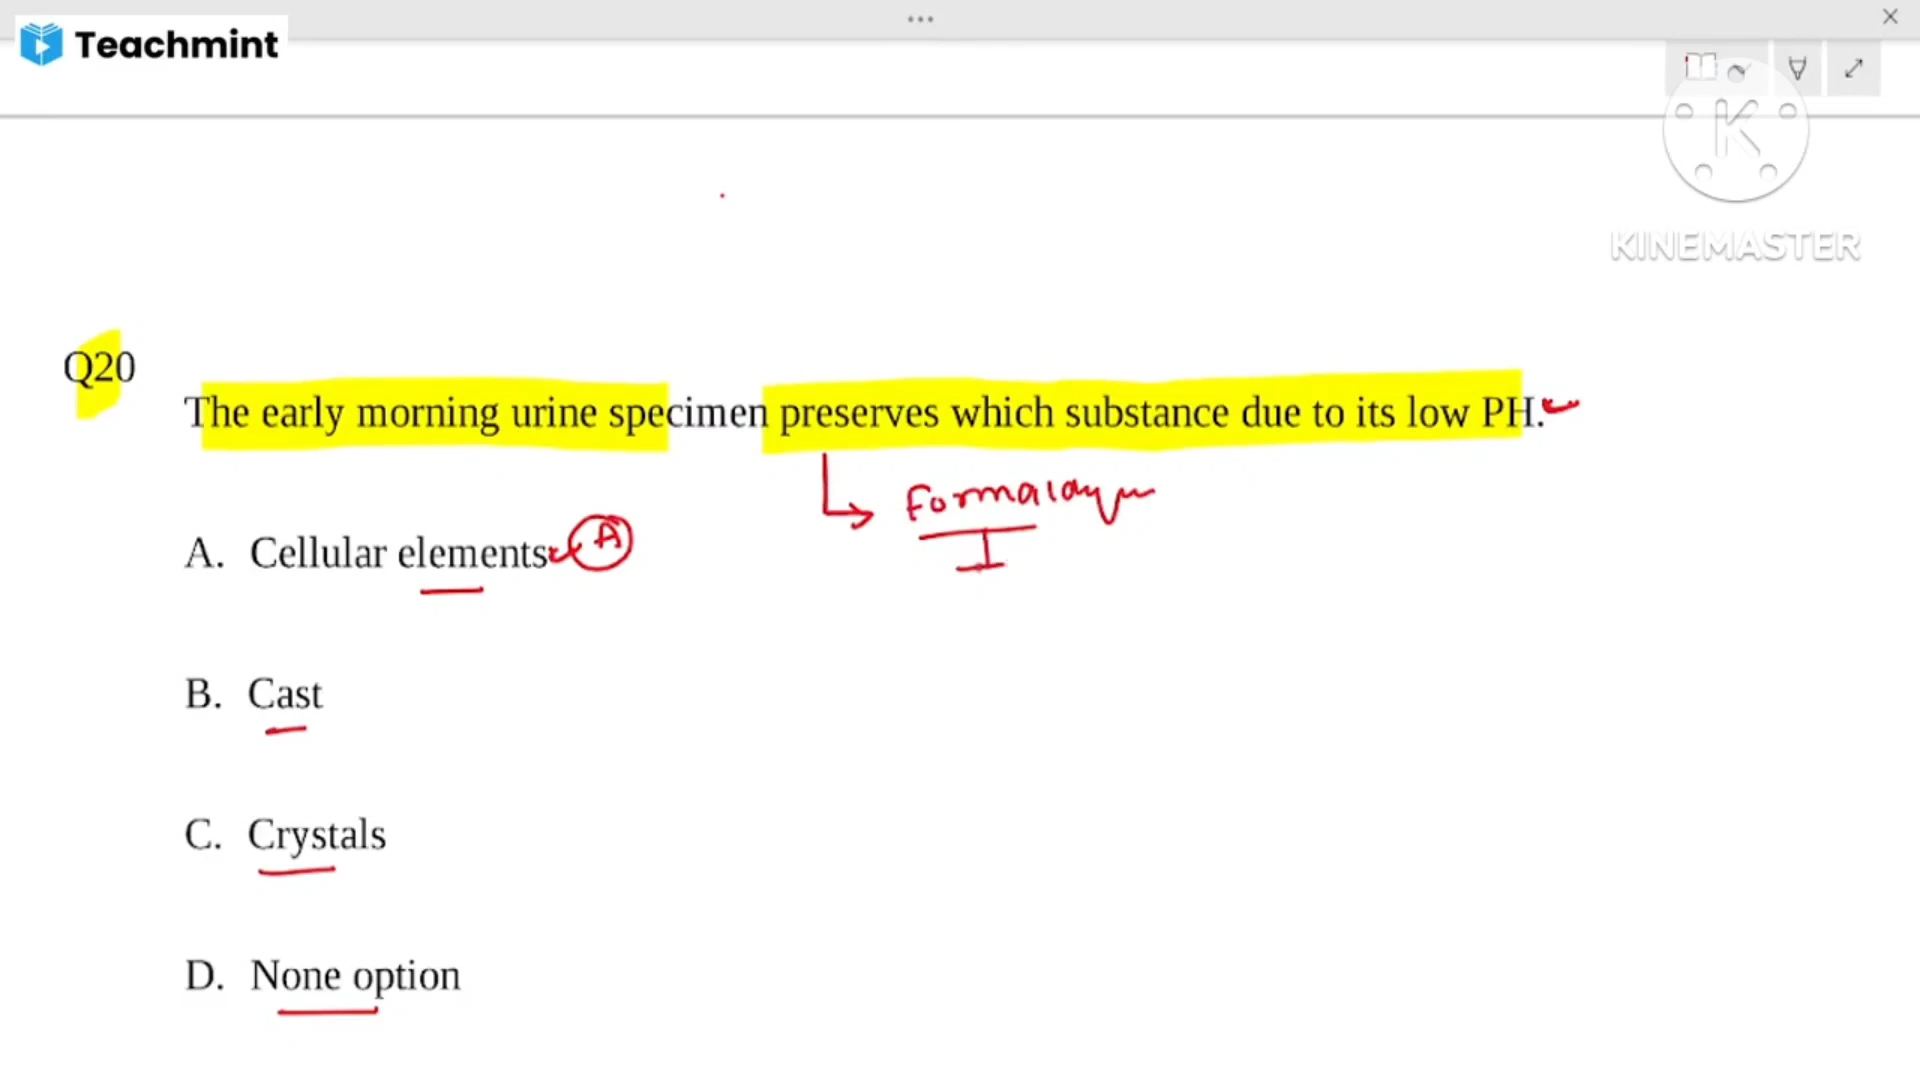 Teachmint
KINEMASTER
Q20
The early morning urine specimen preserves which substance due to its low PH.
A. Cellular elements A
B. Cast
C. Crystals
D. None option